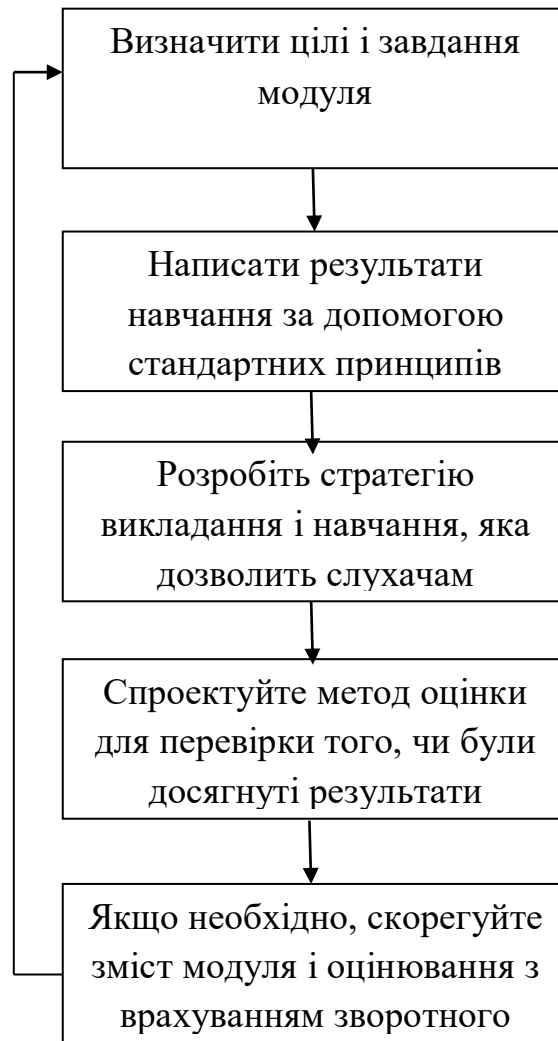 Визначити цілі і завдання
модуля
Написати результати
навчання за допомогою
стандартних принципів
Розробіть стратегію
викладання і навчання, яка
дозволить слухачам
Спроектуйте метод оцінки
для перевірки того, чи були
досягнуті результати
Якщо необхідно, скорегуйте
зміст модуля і оцінювання з
врахуванням зворотного